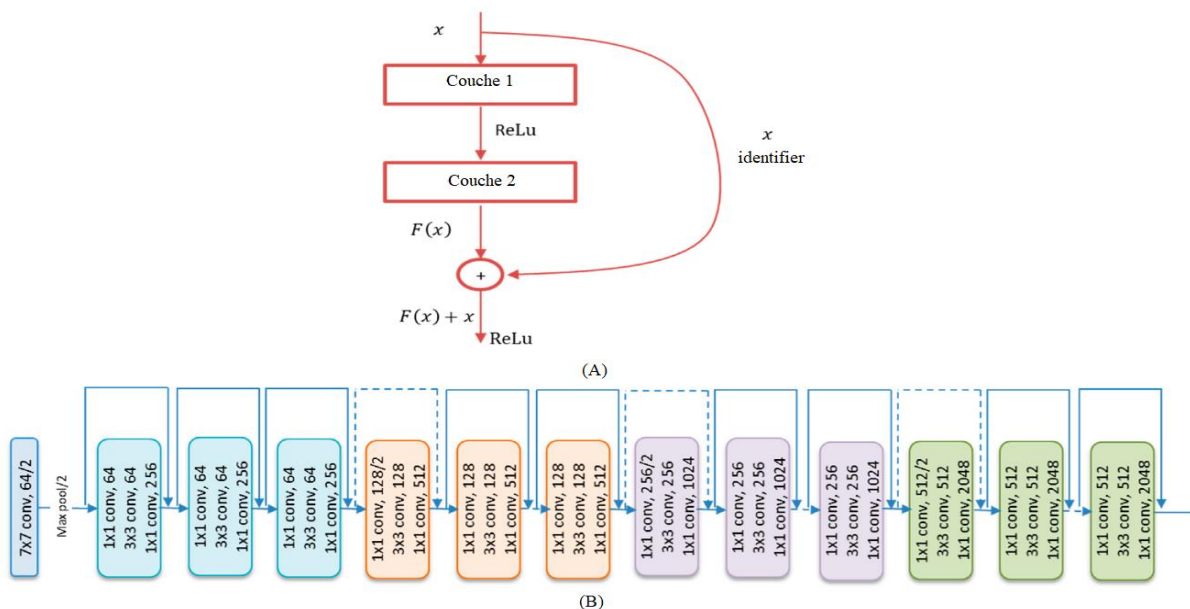 x
Couche 1
ReLu
x
identifier
Couche 2
F(x)
+
F(x) + x
ReLu
(A)
7x7 conv, 64/2
Max pool/2
1x1 conv, 64
3x3 conv, 64
1x1 conv, 256
1x1 conv, 64
3x3 conv, 64
1x1 conv, 256
1x1 conv, 64
3x3 conv, 64
1x1 conv, 256
1x1 conv, 128/2
3x3 conv, 128
1x1 conv, 512
1x1 conv, 128
3x3 conv, 128
1x1 conv, 512
1x1 conv, 128
3x3 conv, 128
1x1 conv, 512
1x1 conv, 256/2
3x3 conv, 256
1x1 conv, 1024
1x1 conv, 256
3x3 conv, 256
1x1 conv, 1024
1x1 conv, 256
3x3 conv, 256
1x1 conv, 1024
1x1 conv, 512/2
3x3 conv, 512
1x1 conv, 2048
1x1 conv, 512
3x3 conv, 512
1x1 conv, 2048
1x1 conv, 512
3x3 conv, 512
1x1 conv, 2048
(B)